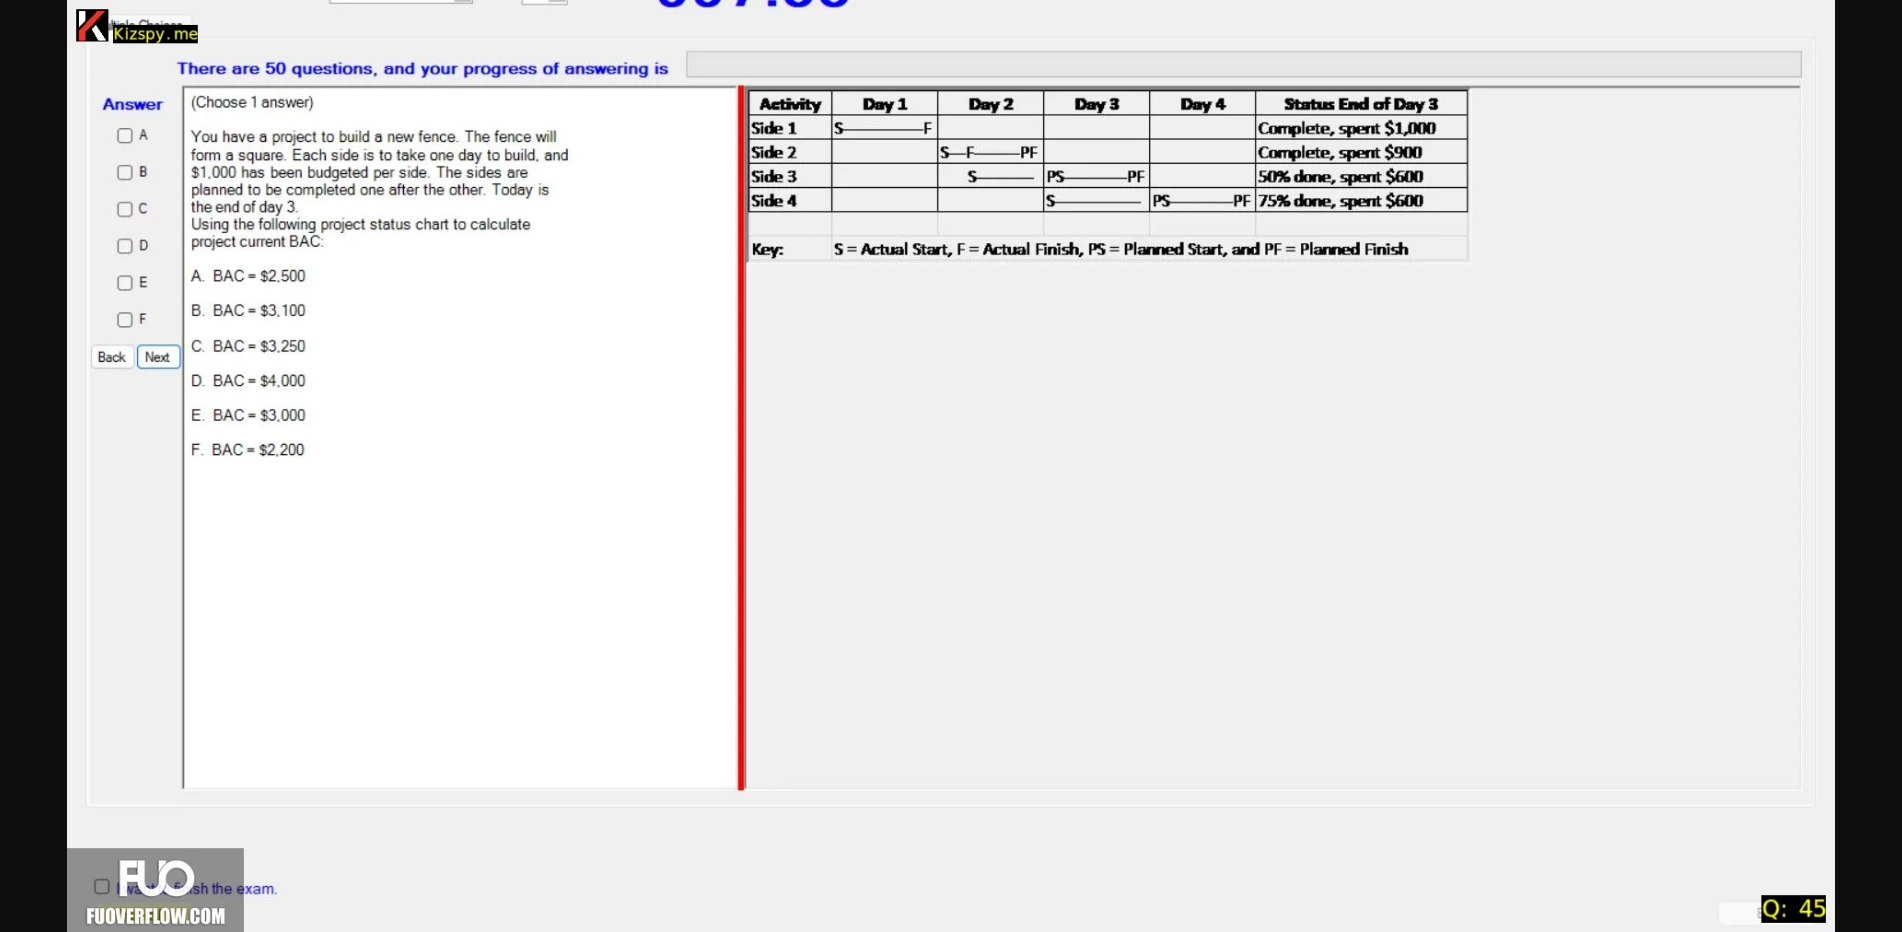 Kizspy.me
There are 50 questions, and your progress of answering is
Answer
A
B
C
D
E
F
Back Next
(Choose 1 answer)
You have a project to build a new fence. The fence will
form a square. Each side is to take one day to build, and
$1,000 has been budgeted per side. The sides are
planned to be completed one after the other. Today is
the end of day 3.
Using the following project status chart to calculate
project current BAC:
A. BAC = $2,500
B. BAC = $3,100
C. BAC = $3,250
D. BAC = $4,000
E. BAC = $3,000
F. BAC = $2,200
Activity Day 1 Day 2 Day 3 Day 4 Status End of Day 3
Side 1 S————F Complete, spent $1,000
Side 2 S—F——PF Complete, spent $900
Side 3 S——— PS———PF 50% done, spent $600
Side 4 S———— PS———PF 75% done, spent $600
Key: S = Actual Start, F = Actual Finish, PS = Planned Start, and PF = Planned Finish
the exam.
FUO
FUOVERFLOW.COM
Q: 45